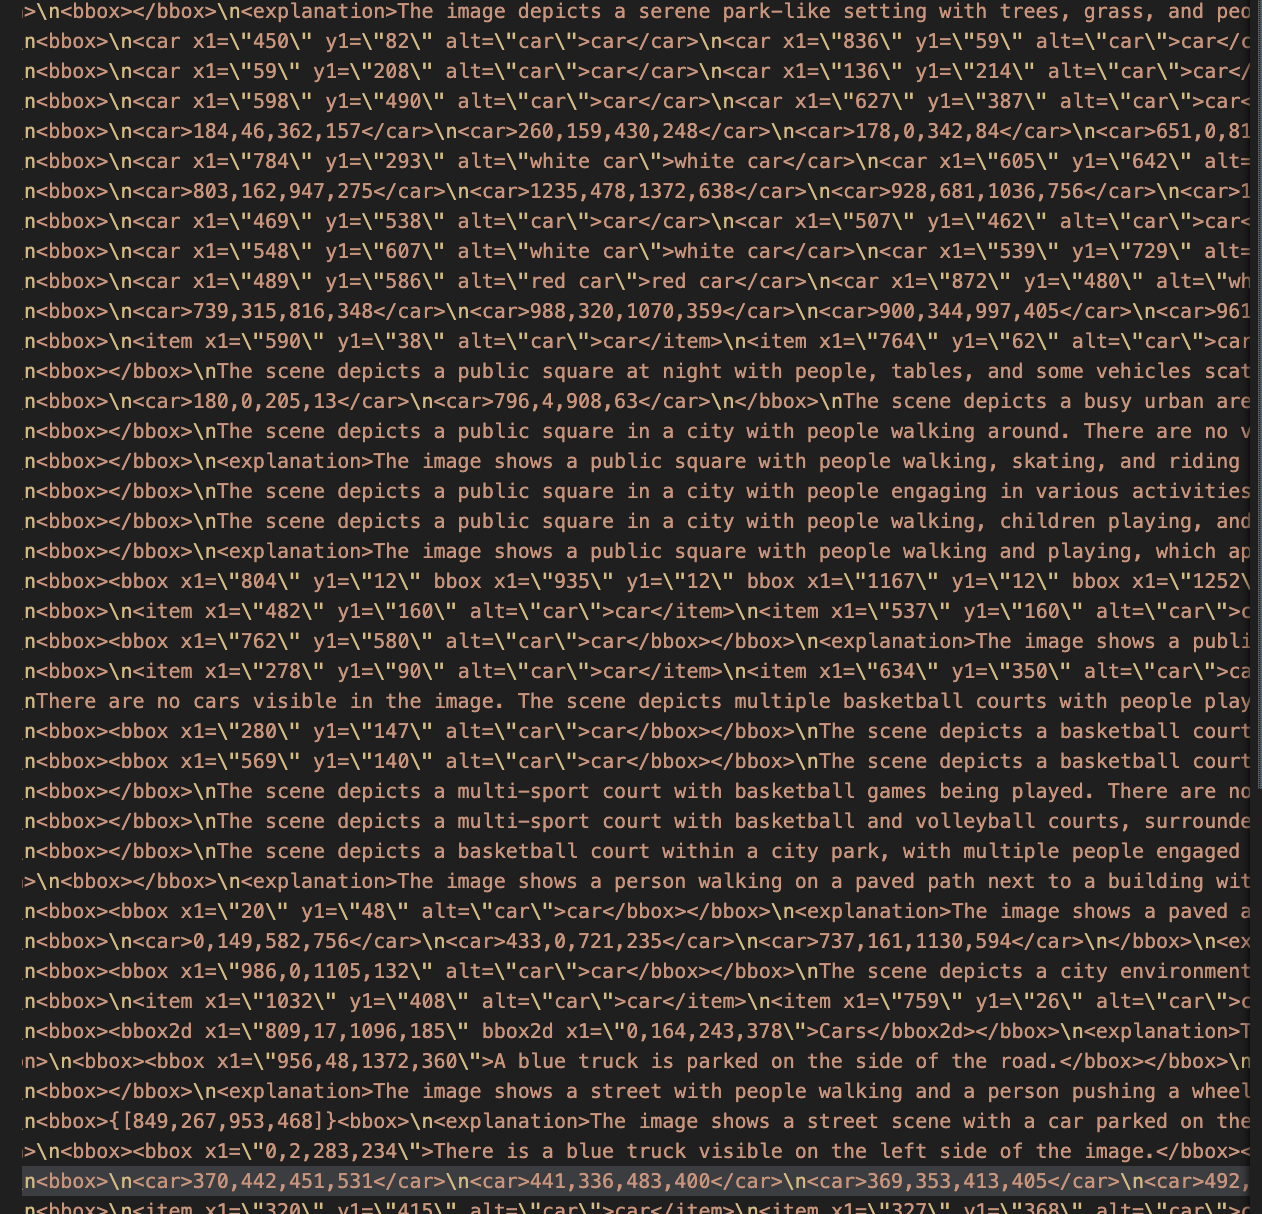 >\n<bbox></bbox>\n<explanation>The image depicts a serene park-like setting with trees, grass, and peo
n<bbox>\n<car x1=\"450\" y1=\"82\" alt=\"car\">car</car>\n<car x1=\"836\" y1=\"59\" alt=\"car\">car</c
n<bbox>\n<car x1=\"59\" y1=\"208\" alt=\"car\">car</car>\n<car x1=\"136\" y1=\"214\" alt=\"car\">car</
n<bbox>\n<car x1=\"598\" y1=\"490\" alt=\"car\">car</car>\n<car x1=\"627\" y1=\"387\" alt=\"car\">car<
n<bbox>\n<car>184,46,362,157</car>\n<car>260,159,430,248</car>\n<car>178,0,342,84</car>\n<car>651,0,81
n<bbox>\n<car x1=\"784\" y1=\"293\" alt=\"white car\">white car</car>\n<car x1=\"605\" y1=\"642\" alt=
n<bbox>\n<car>803,162,947,275</car>\n<car>1235,478,1372,638</car>\n<car>928,681,1036,756</car>\n<car>1
n<bbox>\n<car x1=\"469\" y1=\"538\" alt=\"car\">car</car>\n<car x1=\"507\" y1=\"462\" alt=\"car\">car<
n<bbox>\n<car x1=\"548\" y1=\"607\" alt=\"white car\">white car</car>\n<car x1=\"539\" y1=\"729\" alt=
n<bbox>\n<car x1=\"489\" y1=\"586\" alt=\"red car\">red car</car>\n<car x1=\"872\" y1=\"480\" alt=\"wh
n<bbox>\n<car>739,315,816,348</car>\n<car>988,320,1070,359</car>\n<car>900,344,997,405</car>\n<car>961
n<bbox>\n<item x1=\"590\" y1=\"38\" alt=\"car\">car</item>\n<item x1=\"764\" y1=\"62\" alt=\"car\">car
n<bbox></bbox>\nThe scene depicts a public square at night with people, tables, and some vehicles scat
n<bbox>\n<car>180,0,205,13</car>\n<car>796,4,908,63</car>\n</bbox>\nThe scene depicts a busy urban are
n<bbox></bbox>\nThe scene depicts a public square in a city with people walking around. There are no v
n<bbox></bbox>\n<explanation>The image shows a public square with people walking, skating, and riding
n<bbox></bbox>\nThe scene depicts a public square in a city with people engaging in various activities
n<bbox></bbox>\nThe scene depicts a public square in a city with people walking, children playing, and
n<bbox></bbox>\n<explanation>The image shows a public square with people walking and playing, which ap
n<bbox><bbox x1=\"804\" y1=\"12\" bbox x1=\"935\" y1=\"12\" bbox x1=\"1167\" y1=\"12\" bbox x1=\"1252\
n<bbox>\n<item x1=\"482\" y1=\"160\" alt=\"car\">car</item>\n<item x1=\"537\" y1=\"160\" alt=\"car\">c
n<bbox><bbox x1=\"762\" y1=\"580\" alt=\"car\">car</bbox></bbox>\n<explanation>The image shows a publi
n<bbox>\n<item x1=\"278\" y1=\"90\" alt=\"car\">car</item>\n<item x1=\"634\" y1=\"350\" alt=\"car\">ca
nThere are no cars visible in the image. The scene depicts multiple basketball courts with people play
n<bbox><bbox x1=\"280\" y1=\"147\" alt=\"car\">car</bbox></bbox>\nThe scene depicts a basketball court
n<bbox><bbox x1=\"569\" y1=\"140\" alt=\"car\">car</bbox></bbox>\nThe scene depicts a basketball court
n<bbox></bbox>\nThe scene depicts a multi-sport court with basketball games being played. There are no
n<bbox></bbox>\nThe scene depicts a multi-sport court with basketball and volleyball courts, surrounde
n<bbox></bbox>\nThe scene depicts a basketball court within a city park, with multiple people engaged
>\n<bbox></bbox>\n<explanation>The image shows a person walking on a paved path next to a building wit
n<bbox><bbox x1=\"20\" y1=\"48\" alt=\"car\">car</bbox></bbox>\n<explanation>The image shows a paved a
n<bbox>\n<car>0,149,582,756</car>\n<car>433,0,721,235</car>\n<car>737,161,1130,594</car>\n</bbox>\n<ex
n<bbox><bbox x1=\"986,0,1105,132\" alt=\"car\">car</bbox></bbox>\nThe scene depicts a city environment
n<bbox>\n<item x1=\"1032\" y1=\"408\" alt=\"car\">car</item>\n<item x1=\"759\" y1=\"26\" alt=\"car\">c
n<bbox><bbox2d x1=\"809,17,1096,185\" bbox2d x1=\"0,164,243,378\">Cars</bbox2d></bbox>\n<explanation>T
n>\n<bbox><bbox x1=\"956,48,1372,360\">A blue truck is parked on the side of the road.</bbox></bbox>\n
n<bbox></bbox>\n<explanation>The image shows a street with people walking and a person pushing a wheel
n<bbox>{[849,267,953,468]}<bbox>\n<explanation>The image shows a street scene with a car parked on the
>\n<bbox><bbox x1=\"0,2,283,234\">There is a blue truck visible on the left side of the image.</bbox><
n<bbox>\n<car>370,442,451,531</car>\n<car>441,336,483,400</car>\n<car>369,353,413,405</car>\n<car>492,
n<bbox>\n<item x1=\"320\" y1=\"415\" alt=\"car\">car</item>\n<item x1=\"327\" y1=\"368\" alt=\"car\">c